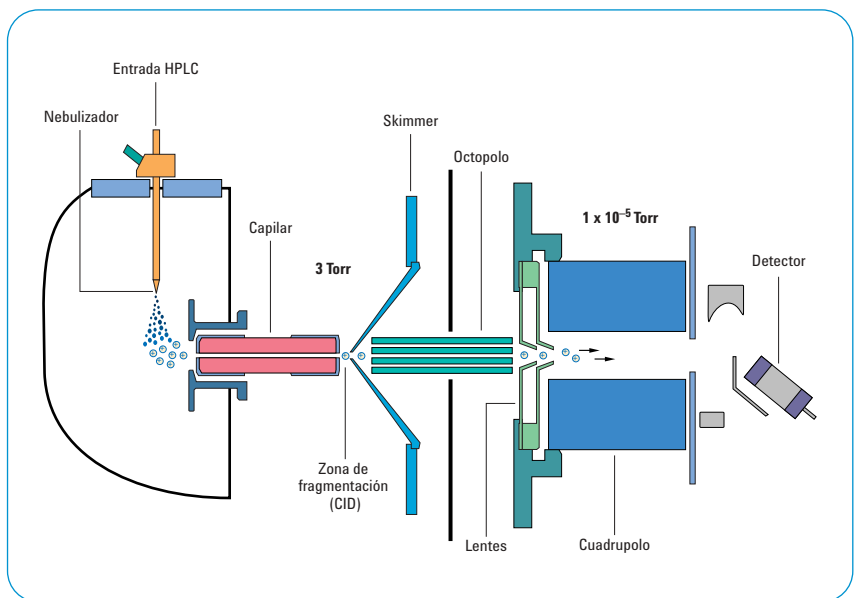 Entrada HPLC
Nebulizador
Skimmer
Octopolo
1 x 10⁻⁵ Torr
Capilar
3 Torr
Detector
Zona de
fragmentación
(CID)
Lentes
Cuadrupolo